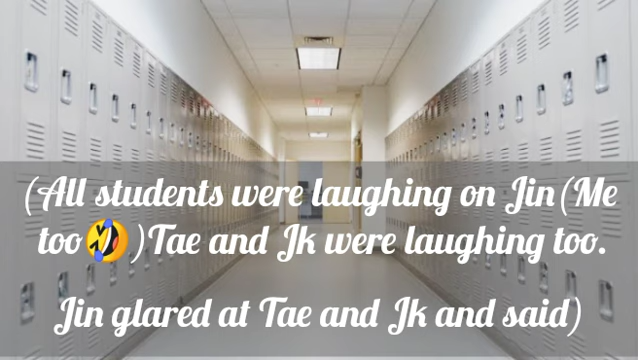 (All students were laughing on Jin(Me
too🤣)Tae and Jk were laughing too.
Jin glared at Tae and Jk and said)